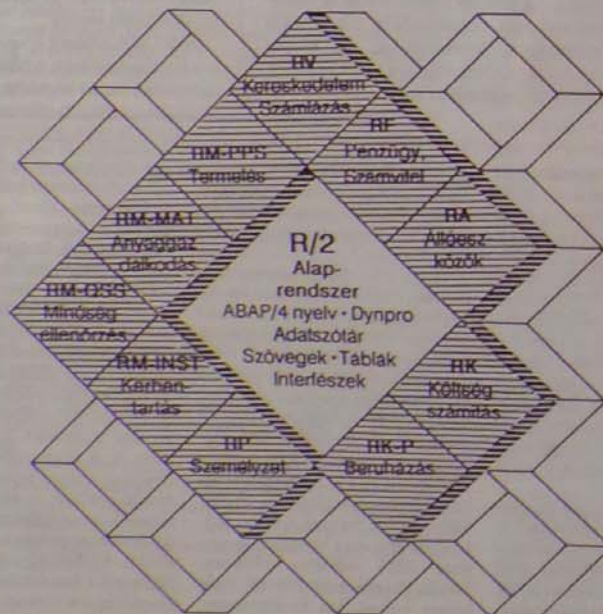 RV
Kereskedelem
Számlázás
RF
Pénzügy,
Számvitel
RM-PPS
Termelés
RA
Állóesz
közök
RM-MAT
Anyaggaz
dálkodás
R/2
Alap-
rendszer
ABAP/4 nyelv • Dynpro
Adatszótár
Szövegek • Táblák
Interfészek
RM-QSS
Minőség
ellenőrzés
RM-INST
Karban-
tartás
RK
Költség
számítás
RP
Személyzet
RK-P
Beruházás